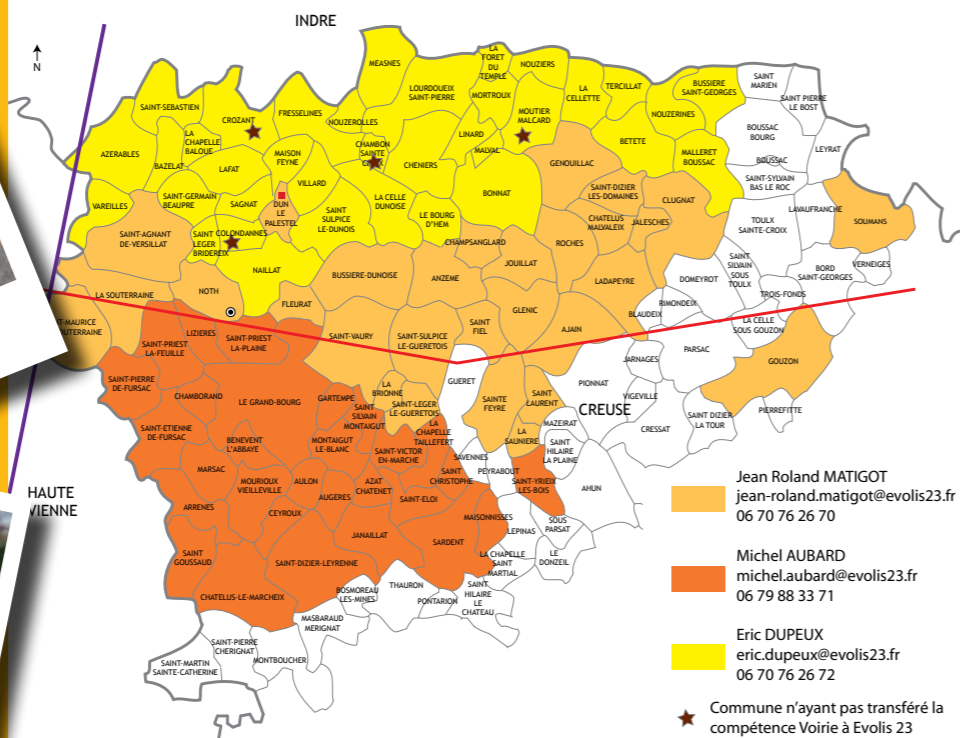 INDRE
N
MEASNES
LA
FORET
DU
TEMPLE
NOUZIERS
LOURDOUEIX
SAINT-PIERRE
MORTROUX
LA
CELLETTE
TERCILLAT
BUSSIERE
SAINT-GEORGES
SAINT
MARIEN
SAINT PIERRE
LE BOST
SAINT-SEBASTIEN
CROZANT
FRESSELINES
NOUZEROLLES
MOUTIER
MALCARD
NOUZERINES
BOUSSAC
BOURG
LEYRAT
LA
CHAPELLE
BALOUE
CHAMBON
SAINTE
LINARD
MALVAL
BETETE
MALLERET
BOUSSAC
BOUSSAC
AZERABLES
BAZELAT
LAFAT
MAISON
FEYNE
CHENIERS
GENOUILLAC
SAINT-SYLVAIN
BAS LE ROC
VILLARD
VAREILLES
SAINT-GERMAIN
BEAUPRE
SAGNAT
DUN
LE
PALESTEL
SAINT
SULPICE
LE-DUNOIS
LA CELLE
DUNOISE
BONNAT
SAINT-DIZIER
LES-DOMAINES
CLUGNAT
LAVAUFRANCHE
SOUMANS
LE BOURG
D'HEM
CHATELUS
MALVALEIX
JALESCHES
TOULX
SAINTE-CROIX
SAINT-AGNANT
DE-VERSILLAT
SAINT
LEGER
BRIDEREIX
COLONDANNES
CHAMPSANGLARD
ROCHES
SAINT
SILVAIN
SOUS
TOULX
VERNEIGES
BORD
SAINT-GEORGES
NAILLAT
BUSSIERE-DUNOISE
ANZEME
JOUILLAT
LADAPEYRE
DOMEYROT
TROIS-FONDS
LA SOUTERRAINE
NOTH
FLEURAT
GLENIC
BLAUDEIX
RIMONDEIX
LA CELLE
SOUS GOUZON
T-MAURICE
OUTERRAINE
LIZIERES
SAINT-PRIEST
LA-FEUILLE
SAINT-PRIEST
LA-PLAINE
SAINT-VAURY
SAINT-SULPICE
LE-GUERETOIS
SAINT
FIEL
AJAIN
JARNAGES
PARSAC
GOUZON
SAINT-PIERRE
DE-FURSAC
CHAMBORAND
LE GRAND-BOURG
GARTEMPE
LA
BRIONNE
SAINT-LEGER
LE-GUERETOIS
GUERET
SAINTE
FEYRE
SAINT
LAURENT
PIONNAT
VIGEVILLE
CREUSE
SAINT DIZIER
LA TOUR
PIERREFITTE
SAINT
SILVAIN
MONTAIGUT
LA
CHAPELLE
TAILLEFERT
MAZEIRAT
CRESSAT
SAINT-ETIENNE
DE-FURSAC
BENEVENT
L'ABBAYE
MONTAIGUT
LE-BLANC
SAINT-VICTOR
EN-MARCHE
LA
SAUNIERE
SAINT
HILAIRE
LA PLAINE
MARSAC
SAVENNES
PEYRABOUT
SAINT
CHRISTOPHE
SAINT-YRIEIX
LES-BOIS
AHUN
MOURIOUX
VIEILLEVILLE
AULON
AZAT
CHATENET
AUGERES
SAINT-ELOI
ARRENES
CEYROUX
MAISONNISSES
LEPINAS
SOUS
PARSAT
JANAILLAT
SARDENT
SAINT
GOUSSAUD
SAINT-DIZIER-LEYRENNE
LA CHAPELLE
SAINT
MARTIAL
LE
DONZEIL
CHATELUS-LE-MARCHEIX
BOSMOREAU
LES-MINES
THAURON
PONTARION
SAINT
HILAIRE
LE
CHATEAU
MASBARAUD
MERIGNAT
SAINT-PIERRE
CHERIGNAT
MONTBOUCHER
SAINT-MARTIN
SAINTE-CATHERINE
HAUTE
VIENNE
Jean Roland MATIGOT
jean-roland.matigot@evolis23.fr
06 70 76 26 70
Michel AUBARD
michel.aubard@evolis23.fr
06 79 88 33 71
Eric DUPEUX
eric.dupeux@evolis23.fr
06 70 76 26 72
Commune n'ayant pas transféré la
compétence Voirie à Evolis 23